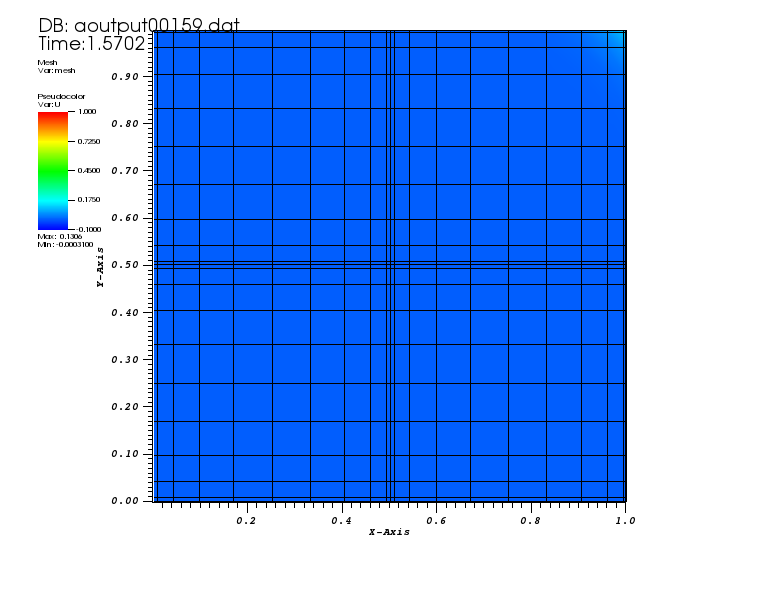 DB: aoutput00159.dat
Time:1.5702
Mesh
Var: mesh
Pseudocolor
Var: U
1.000
0.7250
0.4500
0.1750
-0.1000
Max: 0.1306
Min: -0.0003100
Y-Axis
0.90
0.80
0.70
0.60
0.50
0.40
0.30
0.20
0.10
0.00
0.2 0.4 0.6 0.8 1.0
X-Axis